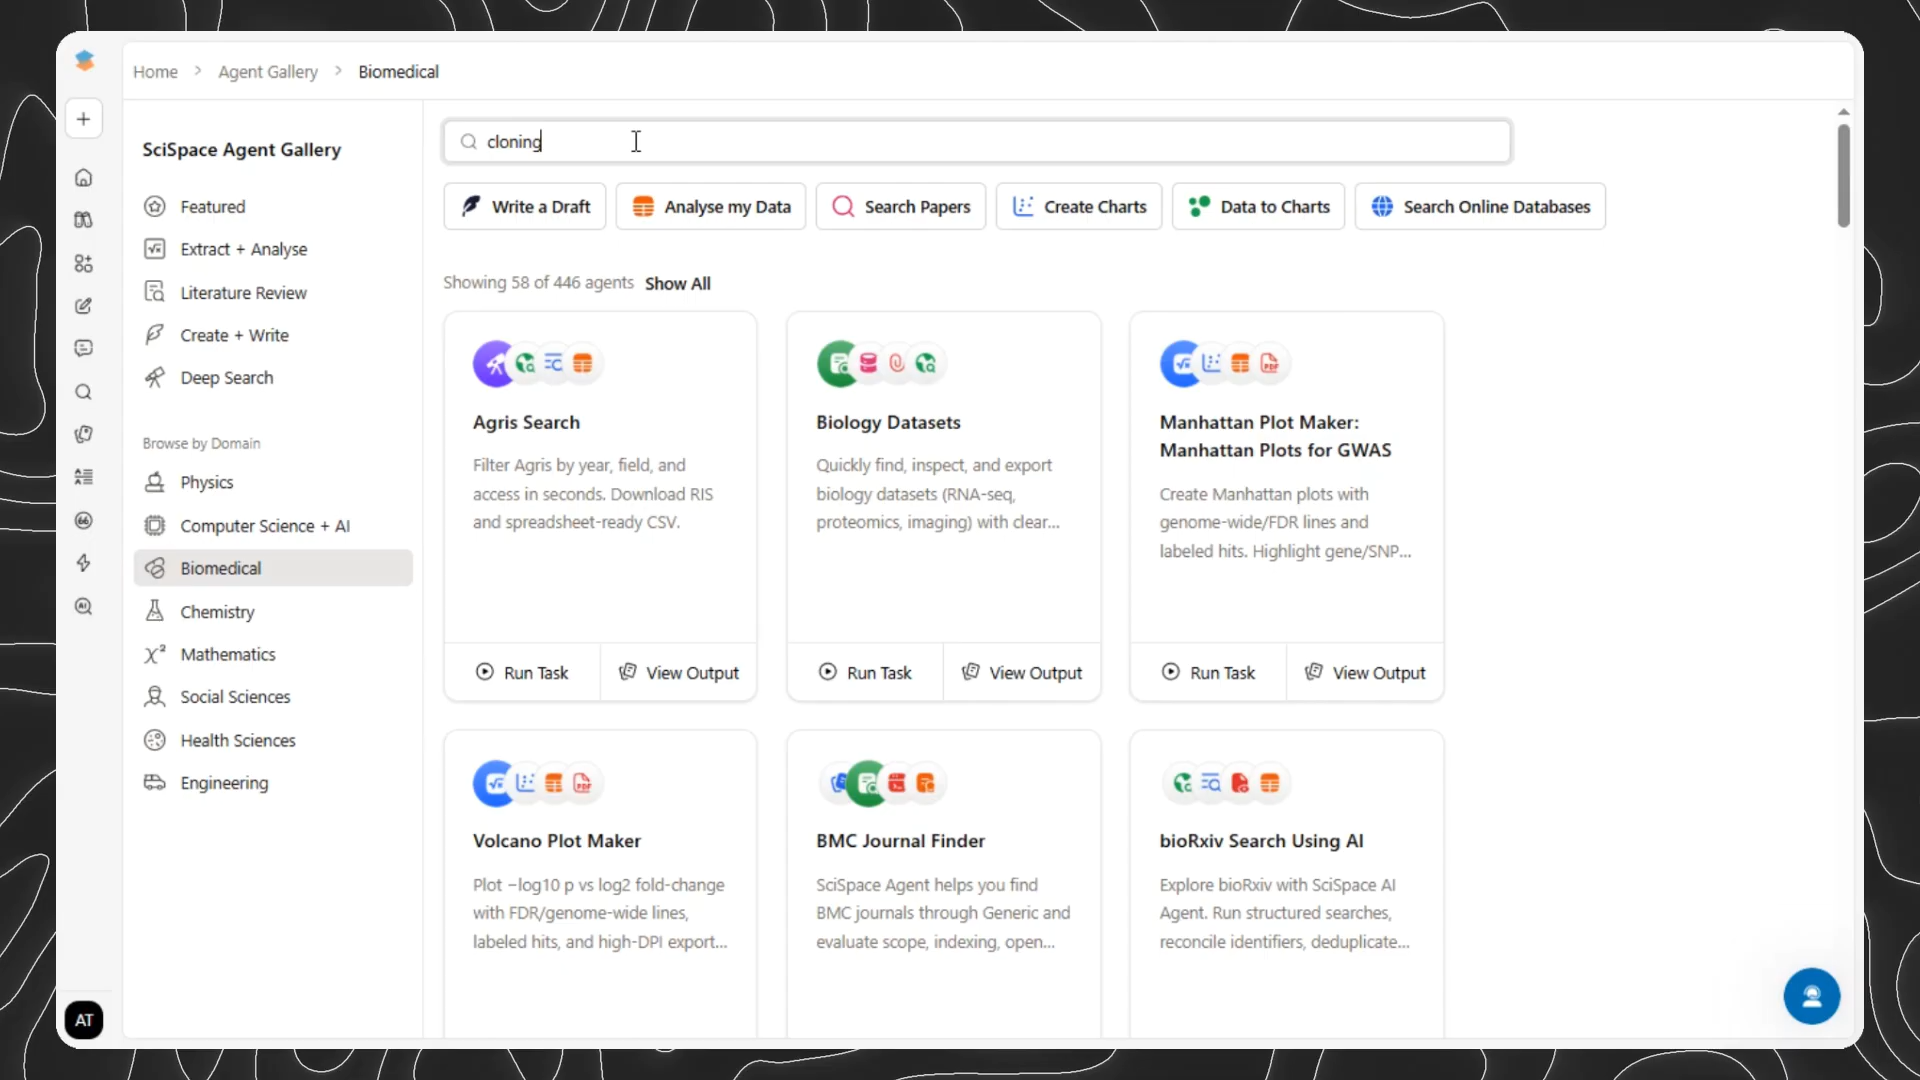 Home > Agent Gallery > Biomedical
SciSpace Agent Gallery
Featured
Extract + Analyse
Literature Review
Create + Write
Deep Search
Browse by Domain
Physics
Computer Science + AI
Biomedical
Chemistry
Mathematics
Social Sciences
Health Sciences
Engineering
AT
cloning
Write a Draft
Analyse my Data
Search Papers
Create Charts
Data to Charts
Search Online Databases
Showing 58 of 446 agents Show All
Agris Search
Filter Agris by year, field, and
access in seconds. Download RIS
and spreadsheet-ready CSV.
Run Task
View Output
Biology Datasets
Quickly find, inspect, and export
biology datasets (RNA-seq,
proteomics, imaging) with clear...
Run Task
View Output
Manhattan Plot Maker:
Manhattan Plots for GWAS
Create Manhattan plots with
genome-wide/FDR lines and
labeled hits. Highlight gene/SNP...
Run Task
View Output
Volcano Plot Maker
Plot −log10 p vs log2 fold-change
with FDR/genome-wide lines,
labeled hits, and high-DPI export...
BMC Journal Finder
SciSpace Agent helps you find
BMC journals through Generic and
evaluate scope, indexing, open...
bioRxiv Search Using AI
Explore bioRxiv with SciSpace AI
Agent. Run structured searches,
reconcile identifiers, deduplicate...